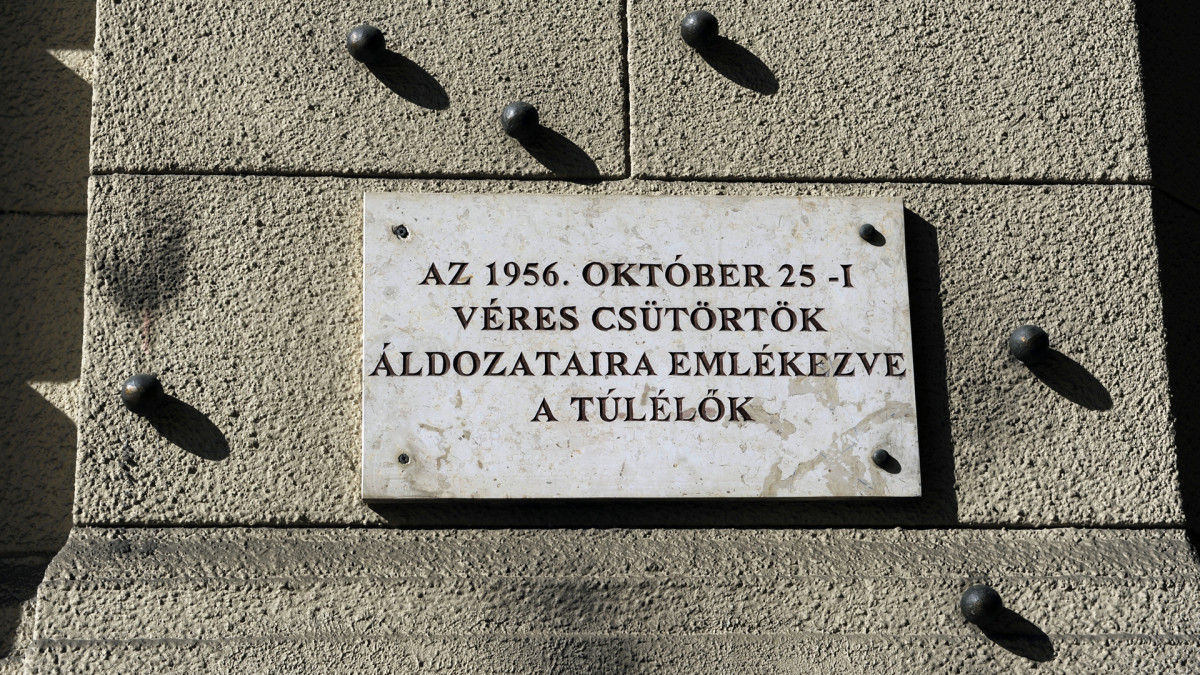 AZ 1956. OKTÓBER 25 -I
VÉRES CSÜTÖRTÖK
ÁLDOZATAIRA EMLÉKEZVE
A TÚLÉLŐK